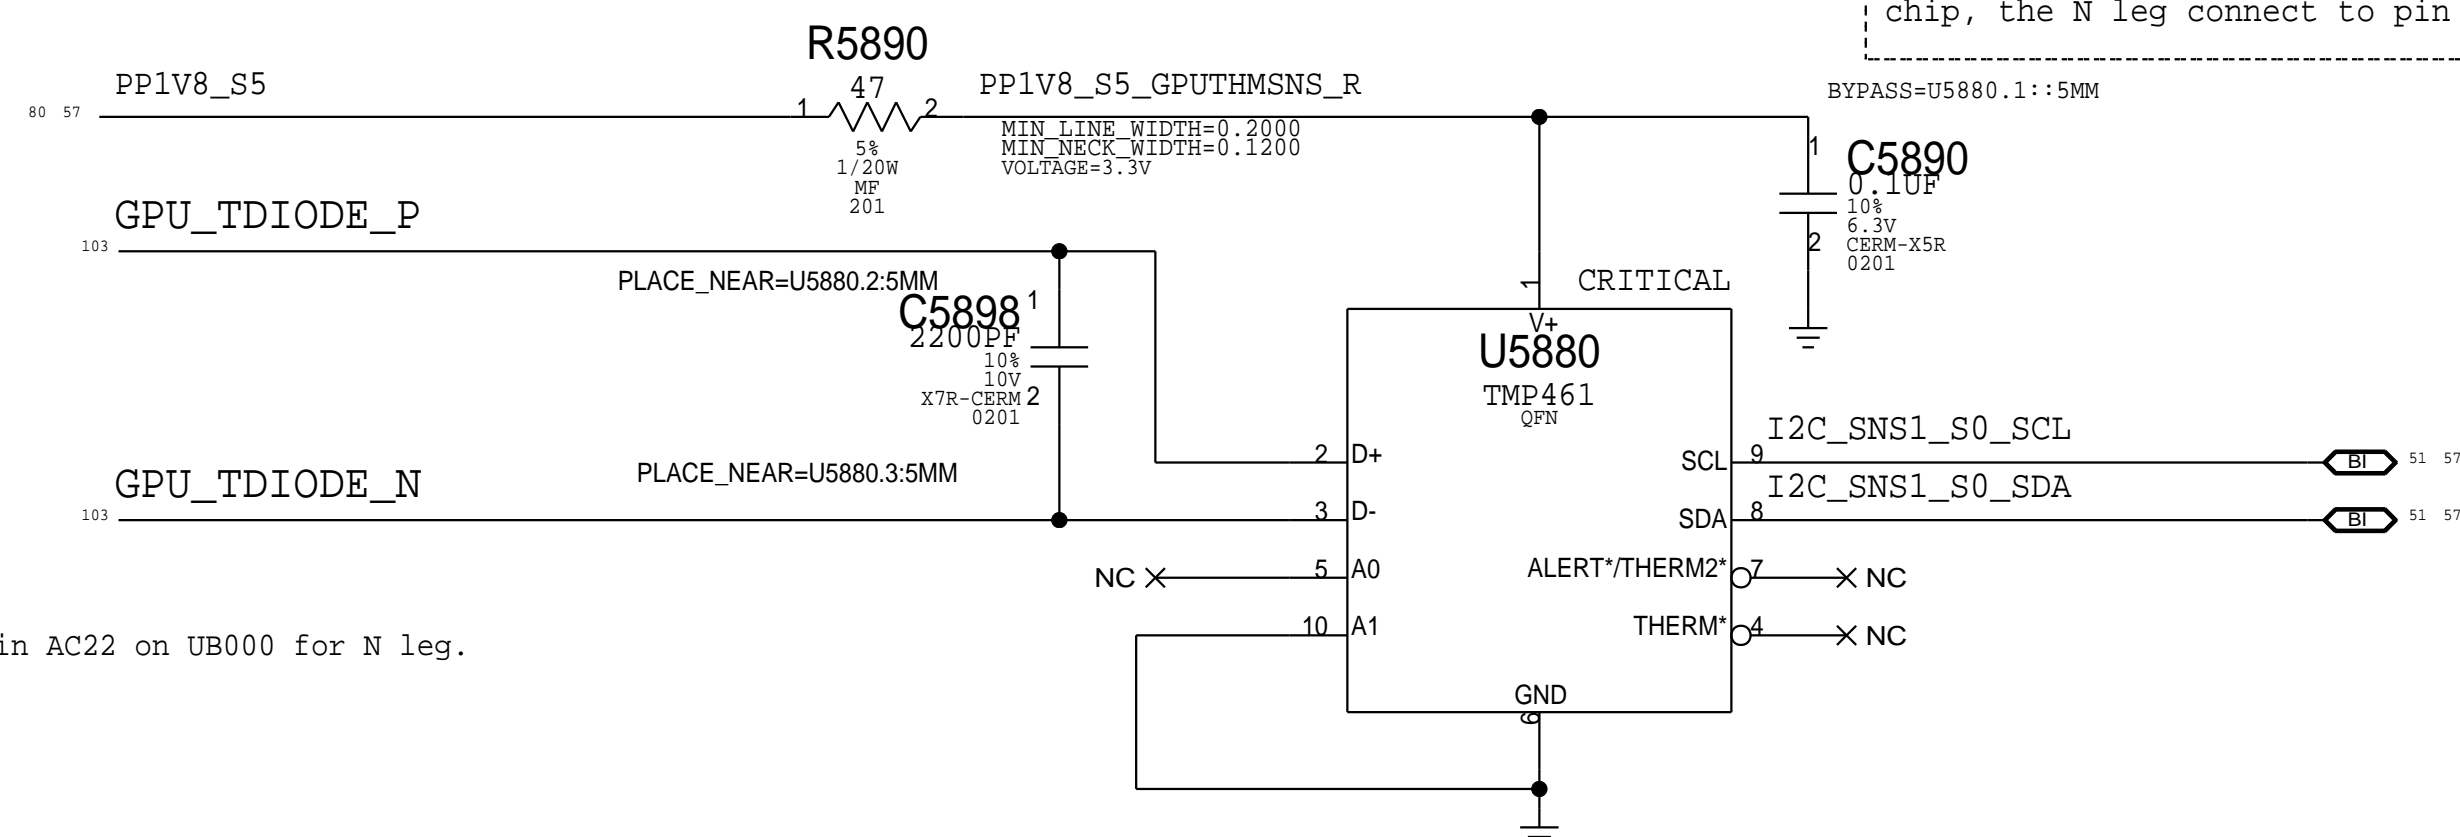 chip, the N leg connect to pin
R5890
PP1V8_S5
47
PP1V8_S5_GPUTHMSNS_R
BYPASS=U5880.1::5MM
80 57
1
2
MIN_LINE_WIDTH=0.2000
MIN_NECK_WIDTH=0.1200
VOLTAGE=3.3V
5%
1/20W
MF
201
1
C5890
0.1UF
10%
6.3V
2
CERM-X5R
0201
GPU_TDIODE_P
103
PLACE_NEAR=U5880.2:5MM
C5898
1
2200PF
10%
10V
X7R-CERM
2
0201
1
CRITICAL
V+
U5880
TMP461
QFN
GPU_TDIODE_N
103
PLACE_NEAR=U5880.3:5MM
2
D+
SCL
9
I2C_SNS1_S0_SCL
BI
51 57
3
D-
SDA
8
I2C_SNS1_S0_SDA
BI
51 57
NC
5
A0
ALERT*/THERM2*
7
NC
10
A1
THERM*
4
NC
in AC22 on UB000 for N leg.
GND
6